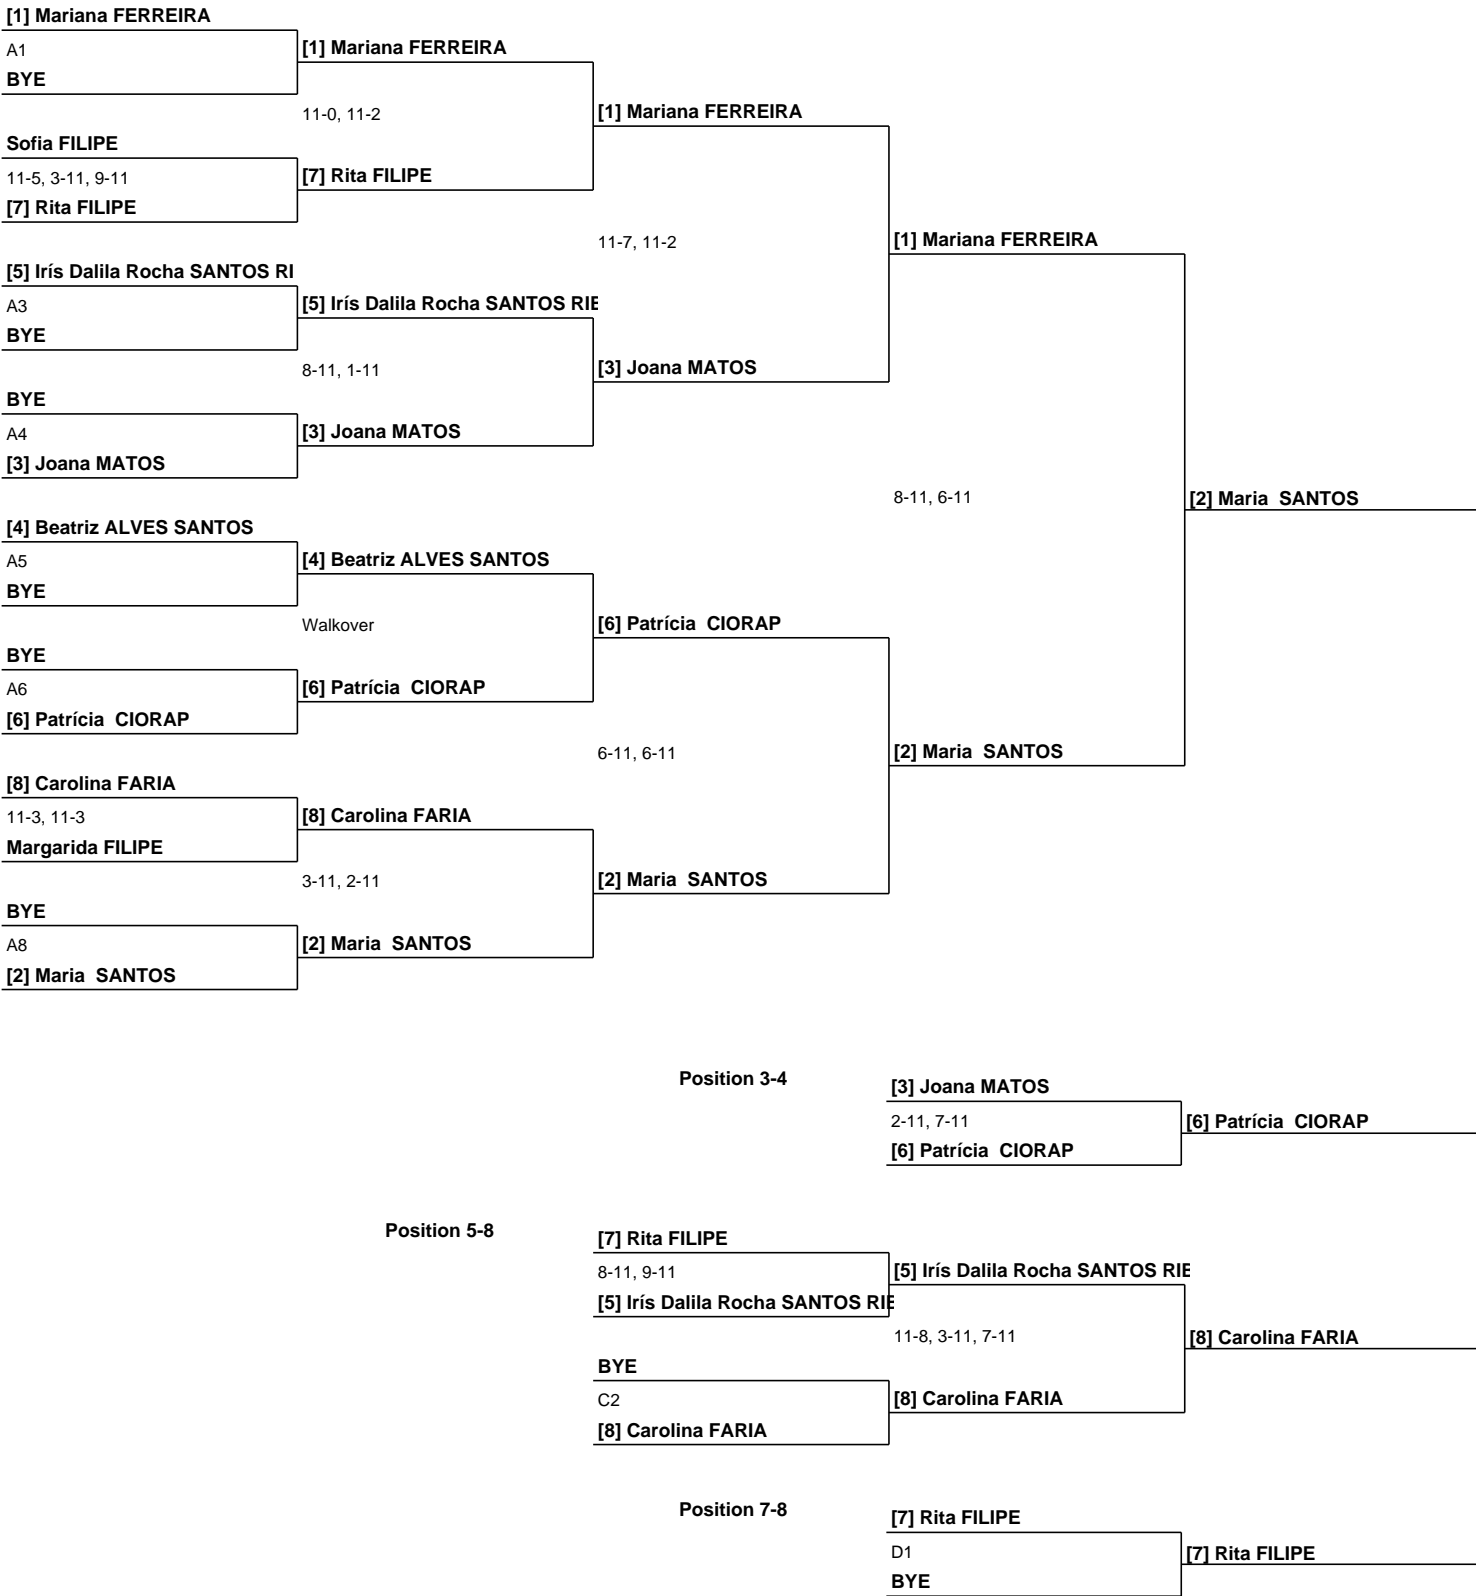 [1] Mariana FERREIRA
A1
BYE
[1] Mariana FERREIRA
11-0, 11-2
[1] Mariana FERREIRA
Sofia FILIPE
11-5, 3-11, 9-11
[7] Rita FILIPE
[7] Rita FILIPE
11-7, 11-2
[1] Mariana FERREIRA
[5] Irís Dalila Rocha SANTOS RI
A3
BYE
[5] Irís Dalila Rocha SANTOS RIE
8-11, 1-11
[3] Joana MATOS
BYE
A4
[3] Joana MATOS
[3] Joana MATOS
8-11, 6-11
[2] Maria SANTOS
[4] Beatriz ALVES SANTOS
A5
BYE
[4] Beatriz ALVES SANTOS
Walkover
[6] Patrícia CIORAP
BYE
A6
[6] Patrícia CIORAP
[6] Patrícia CIORAP
6-11, 6-11
[2] Maria SANTOS
[8] Carolina FARIA
11-3, 11-3
Margarida FILIPE
[8] Carolina FARIA
3-11, 2-11
[2] Maria SANTOS
BYE
A8
[2] Maria SANTOS
[2] Maria SANTOS
Position 3-4
[3] Joana MATOS
2-11, 7-11
[6] Patrícia CIORAP
[6] Patrícia CIORAP
Position 5-8
[7] Rita FILIPE
8-11, 9-11
[5] Irís Dalila Rocha SANTOS RIE
[5] Irís Dalila Rocha SANTOS RIE
11-8, 3-11, 7-11
[8] Carolina FARIA
BYE
C2
[8] Carolina FARIA
[8] Carolina FARIA
Position 7-8
[7] Rita FILIPE
D1
BYE
[7] Rita FILIPE